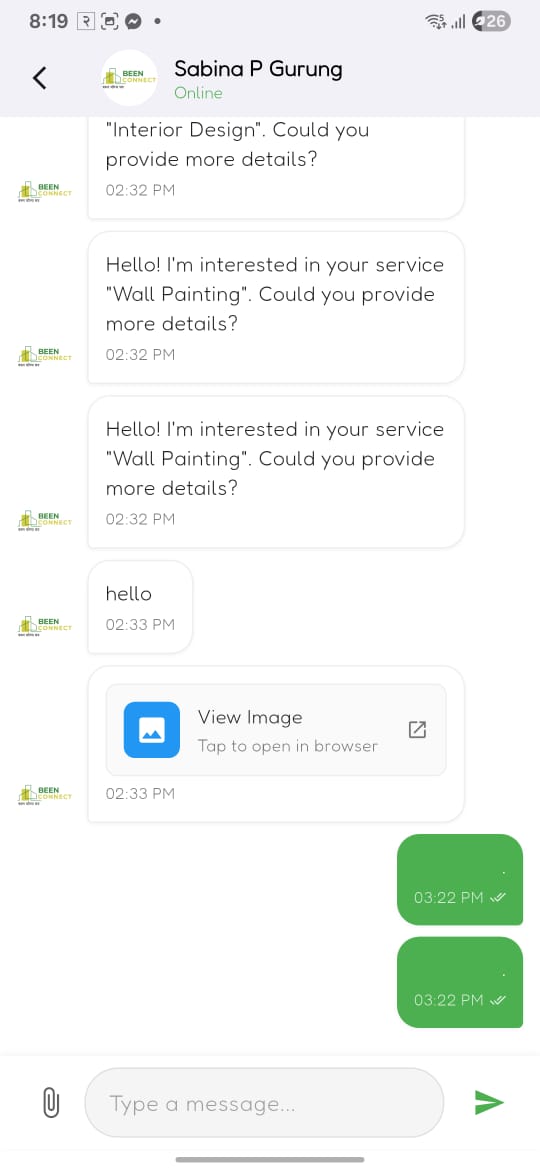 8:19
26
BEEN
CONNECT
Sabina P Gurung
Online
"Interior Design". Could you
provide more details?
02:32 PM
BEEN
CONNECT
Hello! I'm interested in your service
"Wall Painting". Could you provide
more details?
02:32 PM
BEEN
CONNECT
Hello! I'm interested in your service
"Wall Painting". Could you provide
more details?
02:32 PM
BEEN
CONNECT
hello
02:33 PM
BEEN
CONNECT
View Image
Tap to open in browser
02:33 PM
BEEN
CONNECT
.
03:22 PM
.
03:22 PM
Type a message...